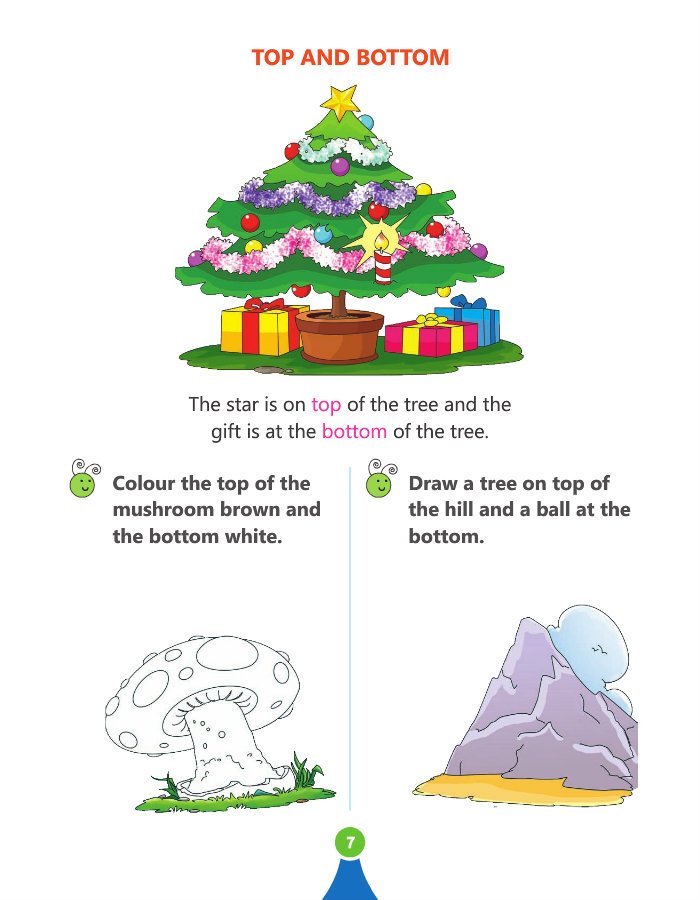 TOP AND BOTTOM
The star is on top of the tree and the
gift is at the bottom of the tree.
Colour the top of the
mushroom brown and
the bottom white.
Draw a tree on top of
the hill and a ball at the
bottom.
7